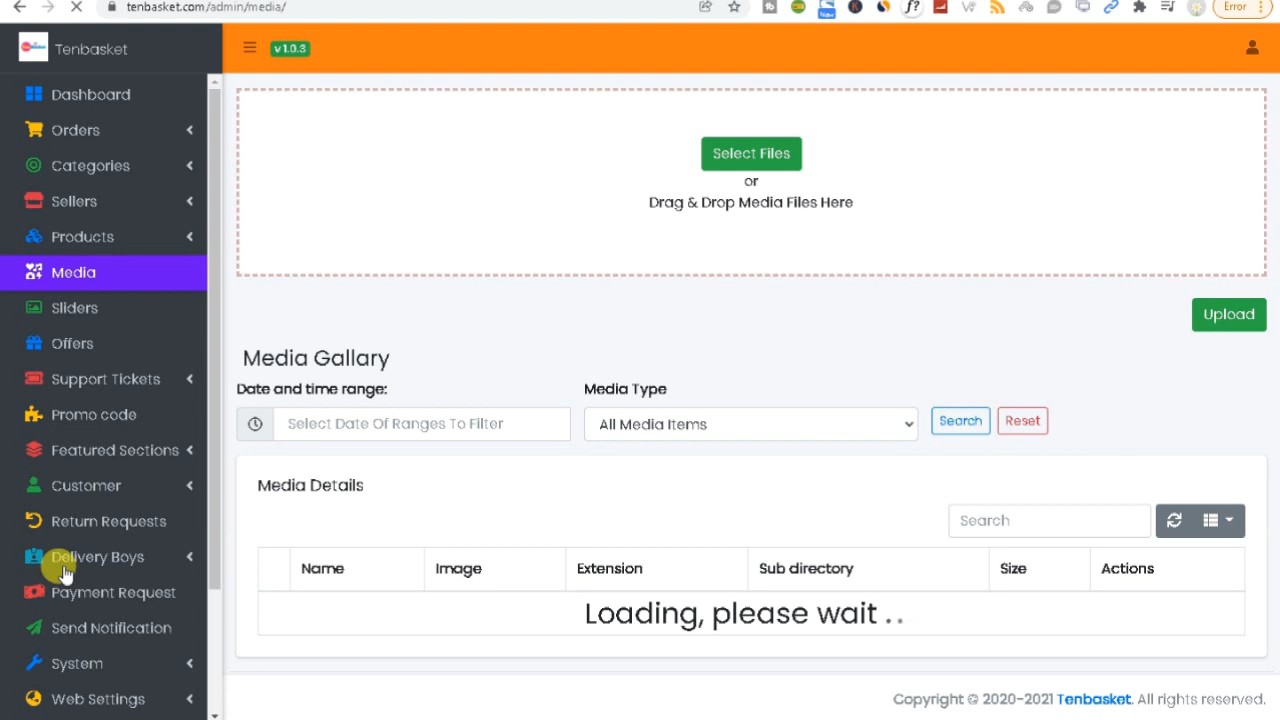 tenbasket.com/admin/media/
New
f?
Error
Tenbasket
v1.0.3
Dashboard
Orders
Categories
Sellers
Products
Media
Sliders
Offers
Support Tickets
Promo code
Featured Sections
Customer
Return Requests
Delivery Boys
Payment Request
Send Notification
System
Web Settings
Select Files
or
Drag & Drop Media Files Here
Upload
Media Gallary
Date and time range:
Media Type
Select Date Of Ranges To Filter
All Media Items
Search
Reset
Media Details
Search
Name
Image
Extension
Sub directory
Size
Actions
Loading, please wait . .
Copyright © 2020-2021 Tenbasket. All rights reserved.